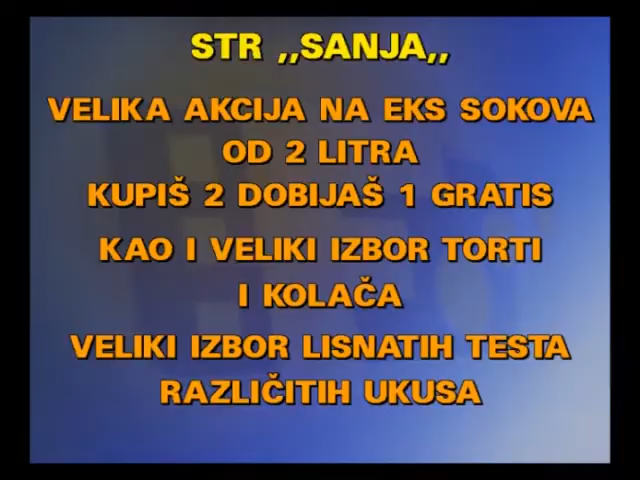 STR ,,SANJA,,
VELIKA AKCIJA NA EKS SOKOVA
OD 2 LITRA
KUPIŠ 2 DOBIJAŠ 1 GRATIS
KAO I VELIKI IZBOR TORTI
I KOLAČA
VELIKI IZBOR LISNATIH TESTA
RAZLIČITIH UKUSA